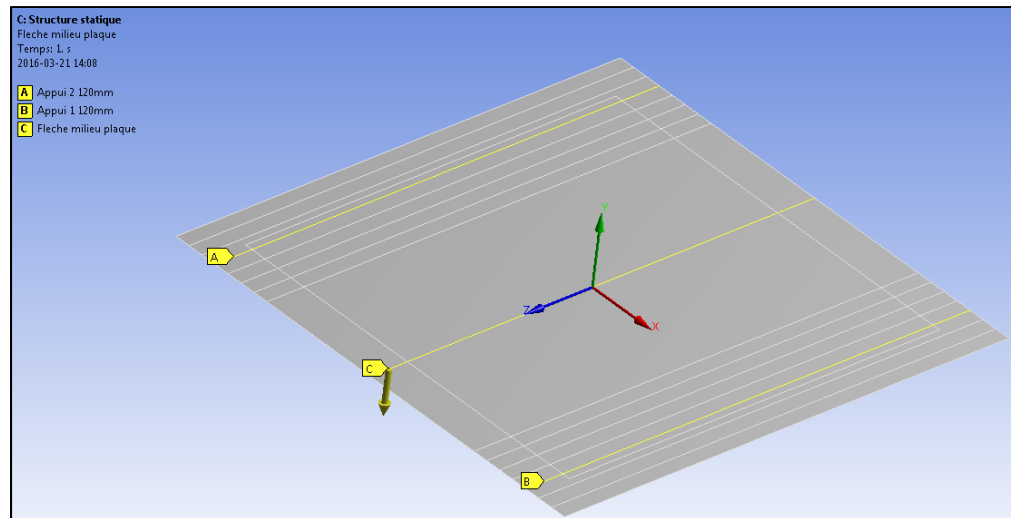 C: Structure statique
Fleche milieu plaque
Temps: 1. s
2016-03-21 14:08
A Appui 2 120mm
B Appui 1 120mm
C Fleche milieu plaque
Y
A
Z
X
C
B